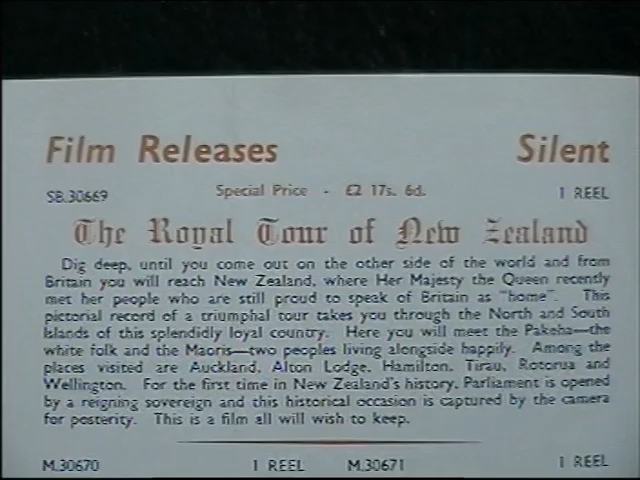 Film Releases Silent
SB.30669 Special Price - £2 17s. 6d. 1 REEL
The Royal Tour of New Zealand
Dig deep, until you come out on the other side of the world and from
Britain you will reach New Zealand, where Her Majesty the Queen recently
met her people who are still proud to speak of Britain as "home". This
pictorial record of a triumphal tour takes you through the North and South
Islands of this splendidly loyal country. Here you will meet the Pakeha—the
white folk and the Maoris—two peoples living alongside happily. Among the
places visited are Auckland, Alton Lodge, Hamilton, Tirau, Rotorua and
Wellington. For the first time in New Zealand's history, Parliament is opened
by a reigning sovereign and this historical occasion is captured by the camera
for posterity. This is a film all will wish to keep.
M.30670 1 REEL M.30671 1 REEL